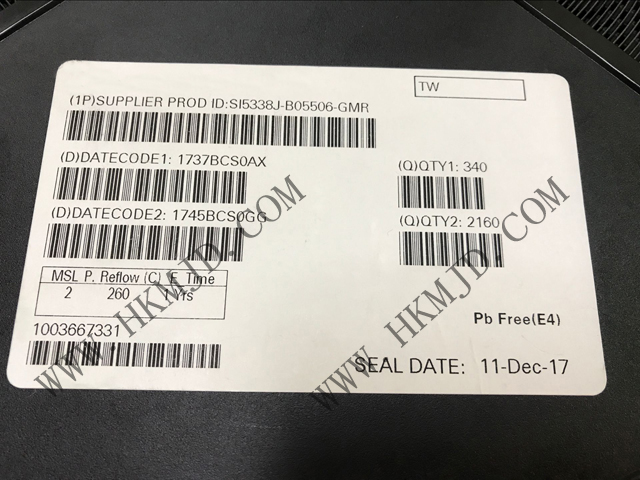 TW
(1P)SUPPLIER PROD ID:SI5338J-B05506-GMR
(D)DATECODE1: 1737BCS0AX
(Q)QTY1: 340
(D)DATECODE2: 1745BCS0GG
(Q)QTY2: 2160
MSL P. Reflow (C) E. Time
2 260 1 Yrs
Pb Free(E4)
1003667331
SEAL DATE: 11-Dec-17
WWW.HKMJD.COM
WWW.HKMJD.COM